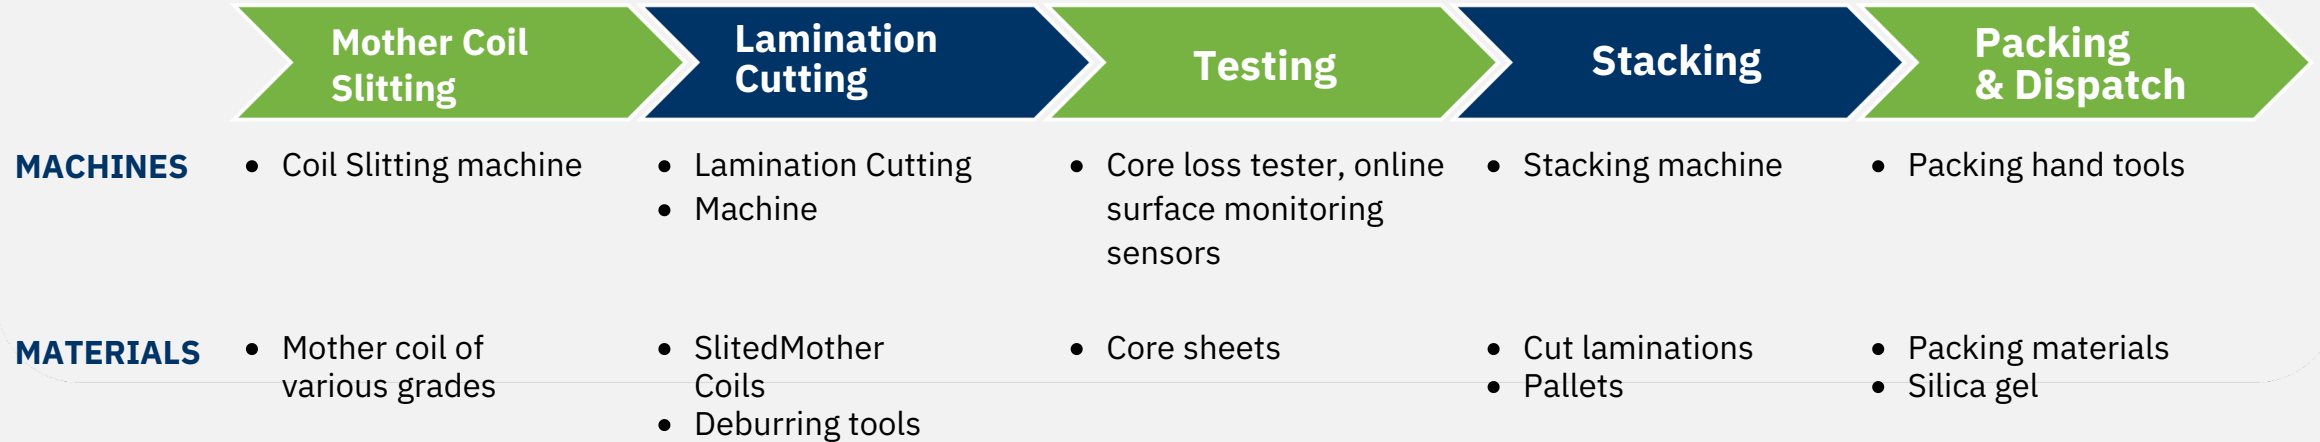 Mother Coil
Slitting
Lamination
Cutting
Testing
Stacking
Packing
& Dispatch
MACHINES
• Coil Slitting machine
• Lamination Cutting
• Machine
• Core loss tester, online
surface monitoring
sensors
• Stacking machine
• Packing hand tools
MATERIALS
• Mother coil of
various grades
• SlitedMother
Coils
• Deburring tools
• Core sheets
• Cut laminations
• Pallets
• Packing materials
• Silica gel